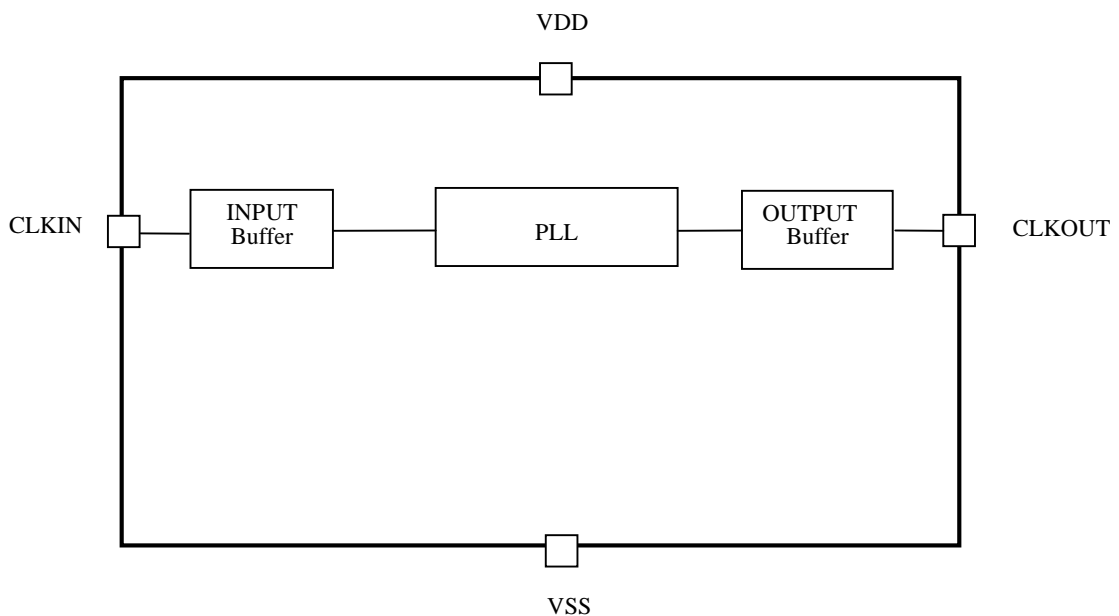 VDD
CLKIN
INPUT
Buffer
PLL
OUTPUT
Buffer
CLKOUT
VSS